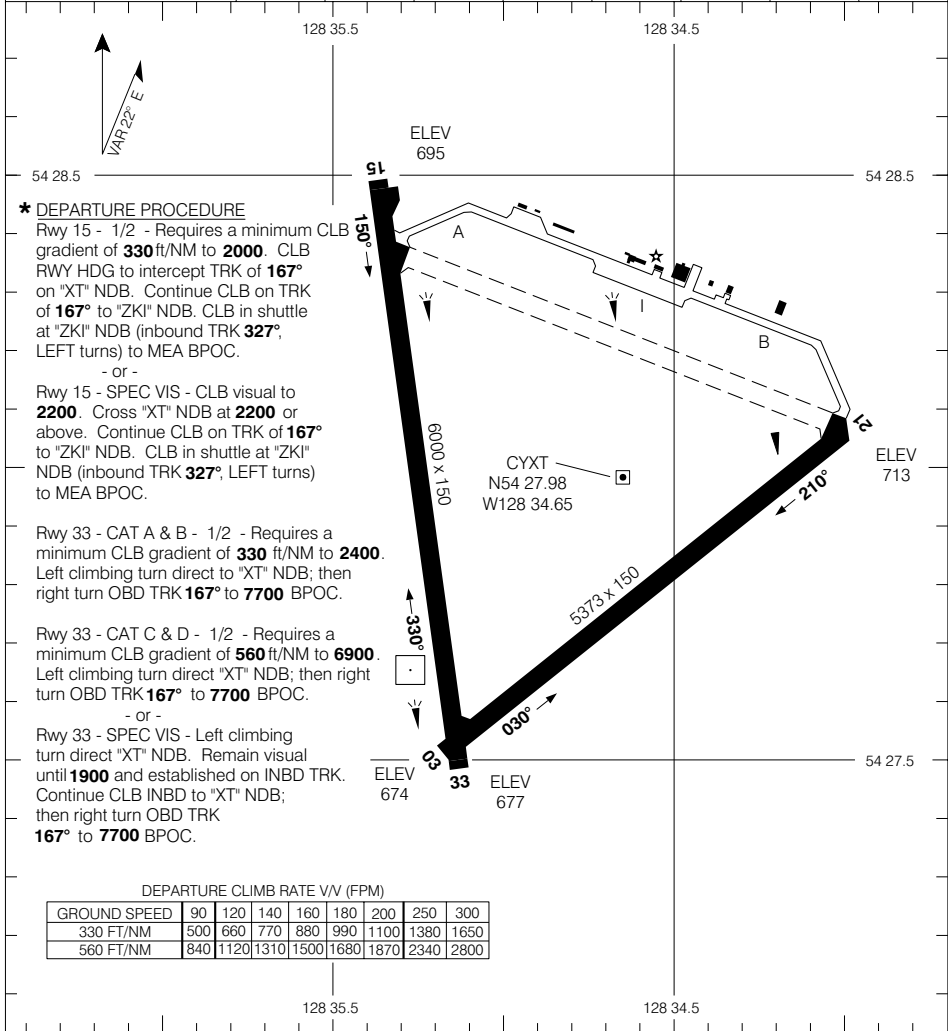 128 35.5
128 34.5
VAR 22° E
ELEV
695
15
54 28.5
54 28.5
* DEPARTURE PROCEDURE
Rwy 15 - 1/2 - Requires a minimum CLB
gradient of 330 ft/NM to 2000. CLB
RWY HDG to intercept TRK of 167°
on "XT" NDB. Continue CLB on TRK
of 167° to "ZKI" NDB. CLB in shuttle
at "ZKI" NDB (inbound TRK 327°,
LEFT turns) to MEA BPOC.
- or -
Rwy 15 - SPEC VIS - CLB visual to
2200. Cross "XT" NDB at 2200 or
above. Continue CLB on TRK of 167°
to "ZKI" NDB. CLB in shuttle at "ZKI"
NDB (inbound TRK 327°, LEFT turns)
to MEA BPOC.
Rwy 33 - CAT A & B - 1/2 - Requires a
minimum CLB gradient of 330 ft/NM to 2400.
Left climbing turn direct to "XT" NDB; then
right turn OBD TRK 167° to 7700 BPOC.
Rwy 33 - CAT C & D - 1/2 - Requires a
minimum CLB gradient of 560 ft/NM to 6900.
Left climbing turn direct "XT" NDB; then right
turn OBD TRK 167° to 7700 BPOC.
- or -
Rwy 33 - SPEC VIS - Left climbing
turn direct "XT" NDB. Remain visual
until 1900 and established on INBD TRK.
Continue CLB INBD to "XT" NDB;
then right turn OBD TRK
167° to 7700 BPOC.
150°
A
I
B
21
ELEV
713
6000 x 150
CYXT
N54 27.98
W128 34.65
210°
5373 x 150
330°
030°
03
33
ELEV
674
ELEV
677
54 27.5
DEPARTURE CLIMB RATE V/V (FPM)
GROUND SPEED 90 120 140 160 180 200 250 300
330 FT/NM 500 660 770 880 990 1100 1380 1650
560 FT/NM 840 1120 1310 1500 1680 1870 2340 2800
128 35.5
128 34.5